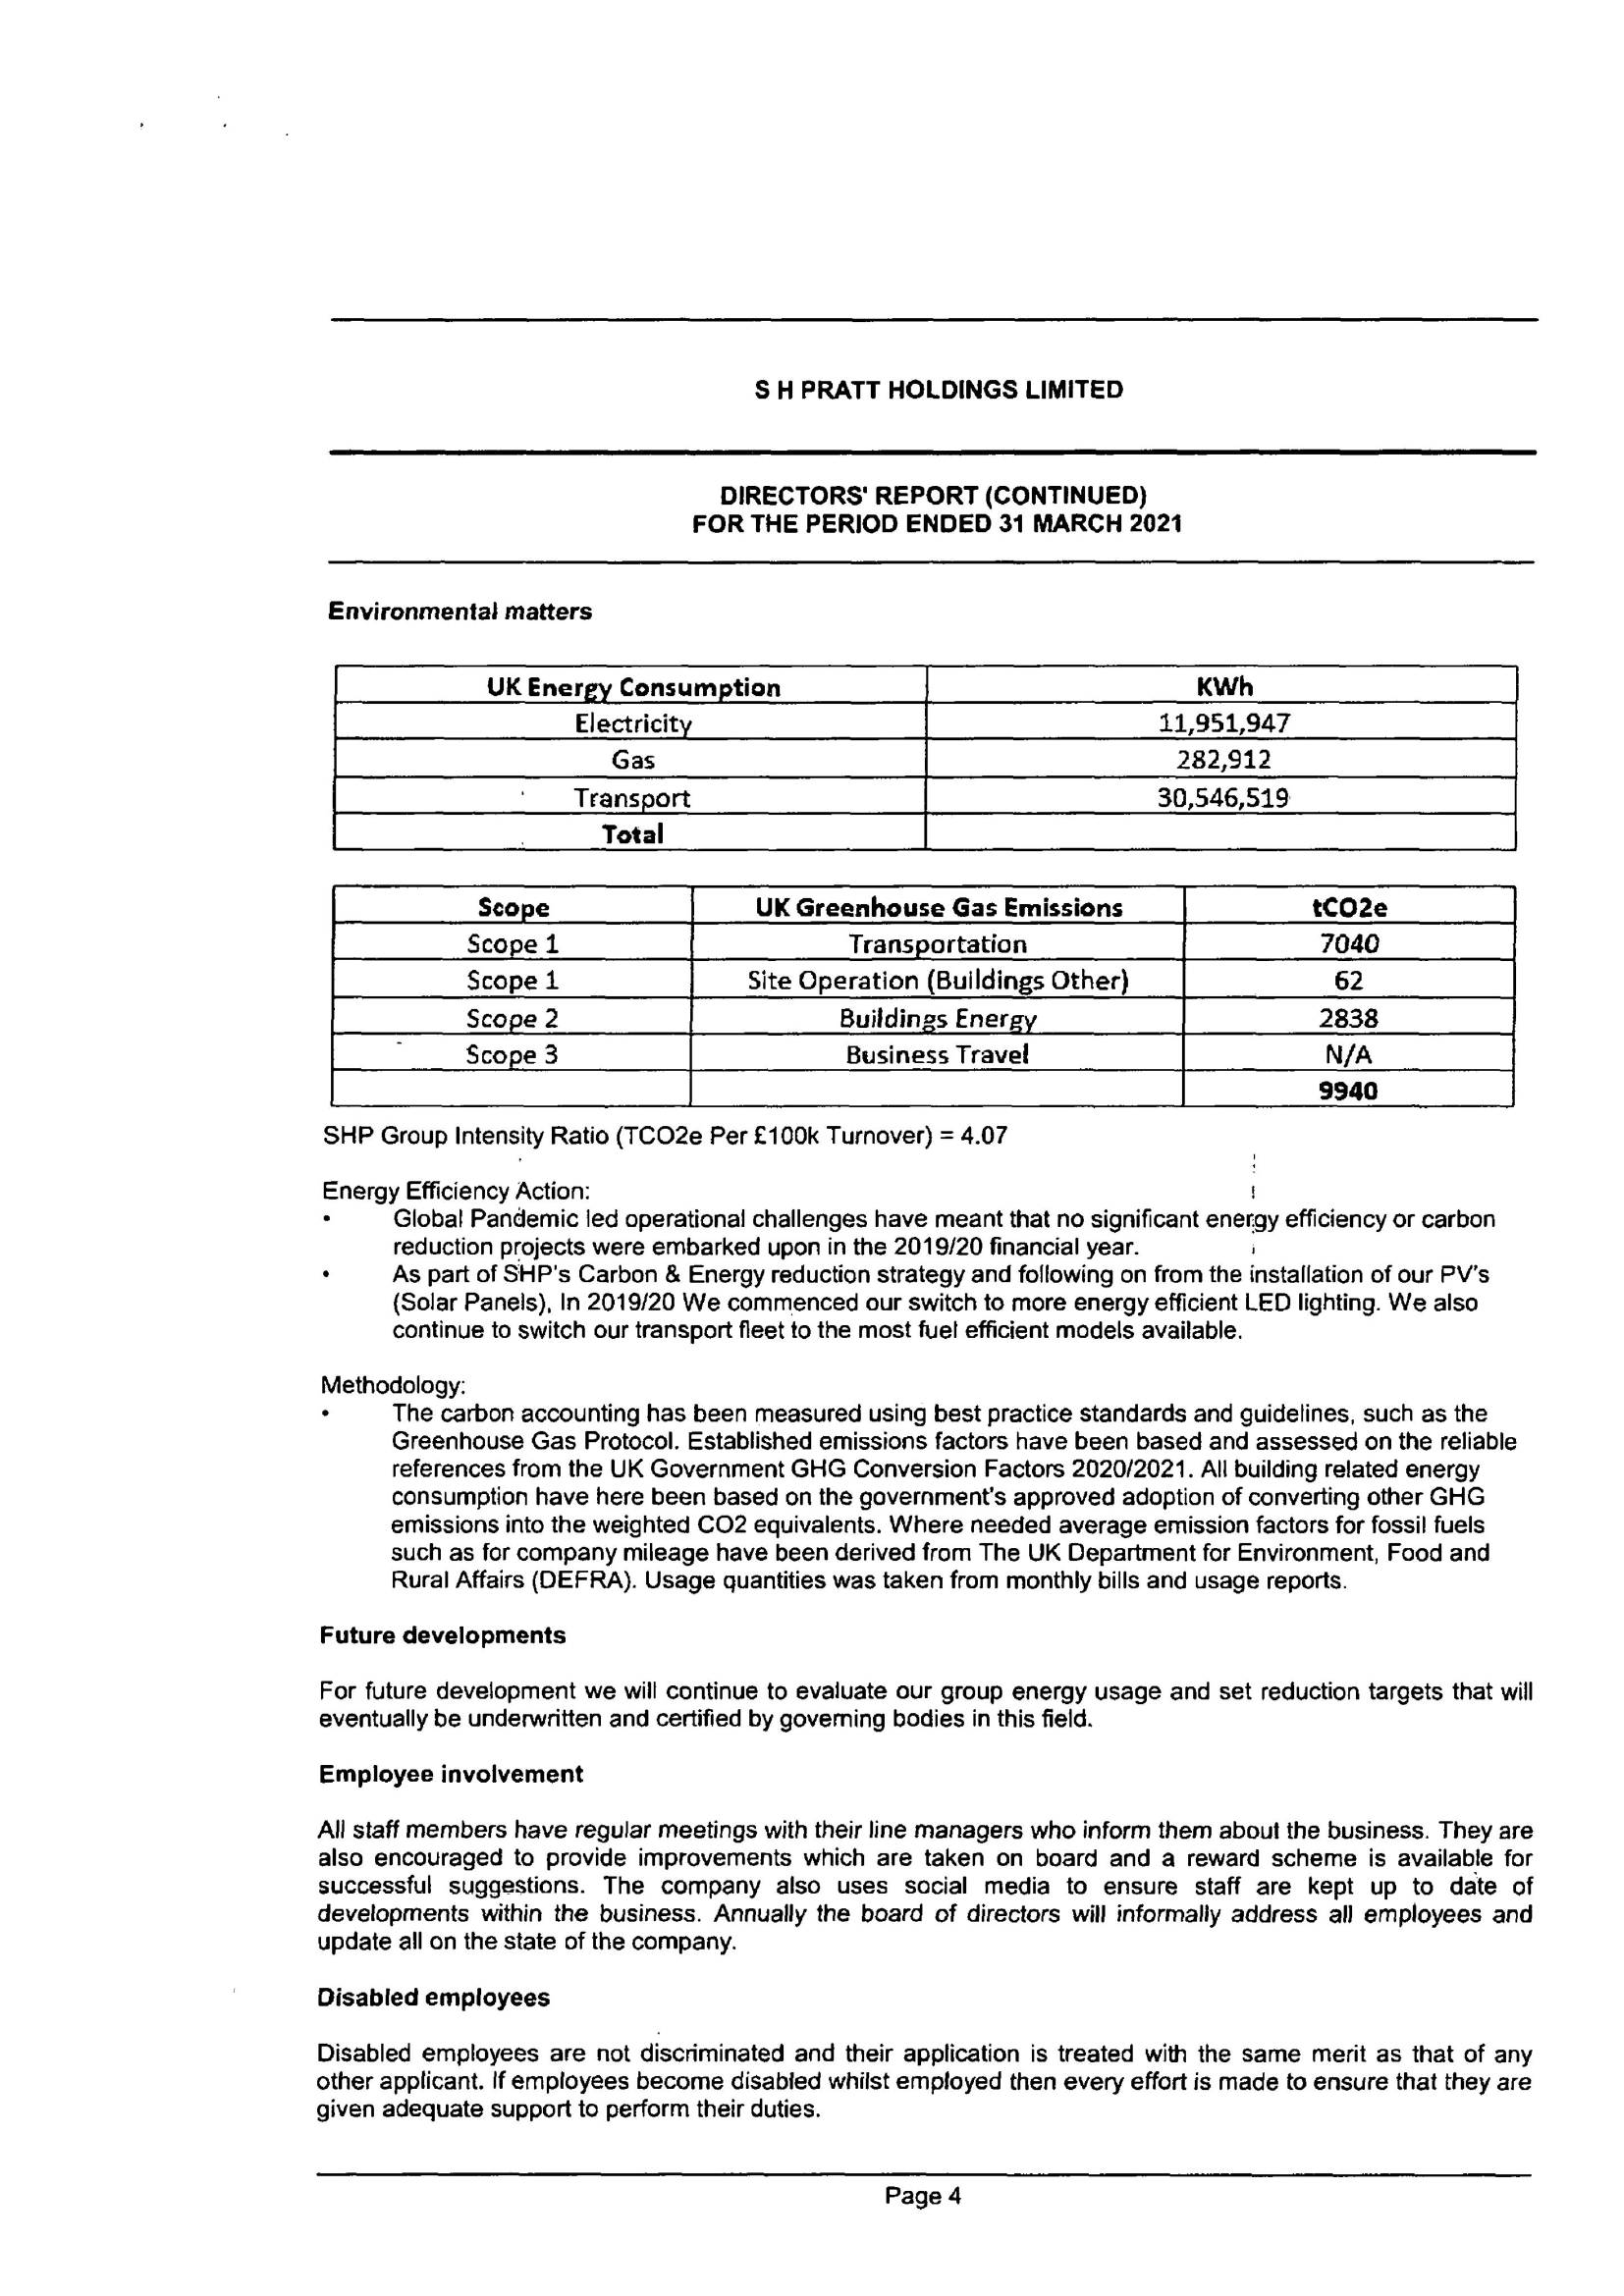 S H PRATT HOLDINGS LIMITED
DIRECTORS' REPORT (CONTINUED)
FOR THE PERIOD ENDED 31 MARCH 2021
Environmental matters
UK Energy Consumption KWh
Electricity 11,951,947
Gas 282,912
Transport 30,546,519
Total
Scope UK Greenhouse Gas Emissions tCO2e
Scope 1 Transportation 7040
Scope 1 Site Operation (Buildings Other) 62
Scope 2 Buildings Energy 2838
Scope 3 Business Travel N/A
9940
SHP Group Intensity Ratio (TCO2e Per £100k Turnover) = 4.07
Energy Efficiency Action:
• Global Pandemic led operational challenges have meant that no significant energy efficiency or carbon
reduction projects were embarked upon in the 2019/20 financial year.
• As part of SHP's Carbon & Energy reduction strategy and following on from the installation of our PV's
(Solar Panels), In 2019/20 We commenced our switch to more energy efficient LED lighting. We also
continue to switch our transport fleet to the most fuel efficient models available.
Methodology:
• The carbon accounting has been measured using best practice standards and guidelines, such as the
Greenhouse Gas Protocol. Established emissions factors have been based and assessed on the reliable
references from the UK Government GHG Conversion Factors 2020/2021. All building related energy
consumption have here been based on the government's approved adoption of converting other GHG
emissions into the weighted CO2 equivalents. Where needed average emission factors for fossil fuels
such as for company mileage have been derived from The UK Department for Environment, Food and
Rural Affairs (DEFRA). Usage quantities was taken from monthly bills and usage reports.
Future developments
For future development we will continue to evaluate our group energy usage and set reduction targets that will
eventually be underwritten and certified by governing bodies in this field.
Employee involvement
All staff members have regular meetings with their line managers who inform them about the business. They are
also encouraged to provide improvements which are taken on board and a reward scheme is available for
successful suggestions. The company also uses social media to ensure staff are kept up to date of
developments within the business. Annually the board of directors will informally address all employees and
update all on the state of the company.
Disabled employees
Disabled employees are not discriminated and their application is treated with the same merit as that of any
other applicant. If employees become disabled whilst employed then every effort is made to ensure that they are
given adequate support to perform their duties.
Page 4